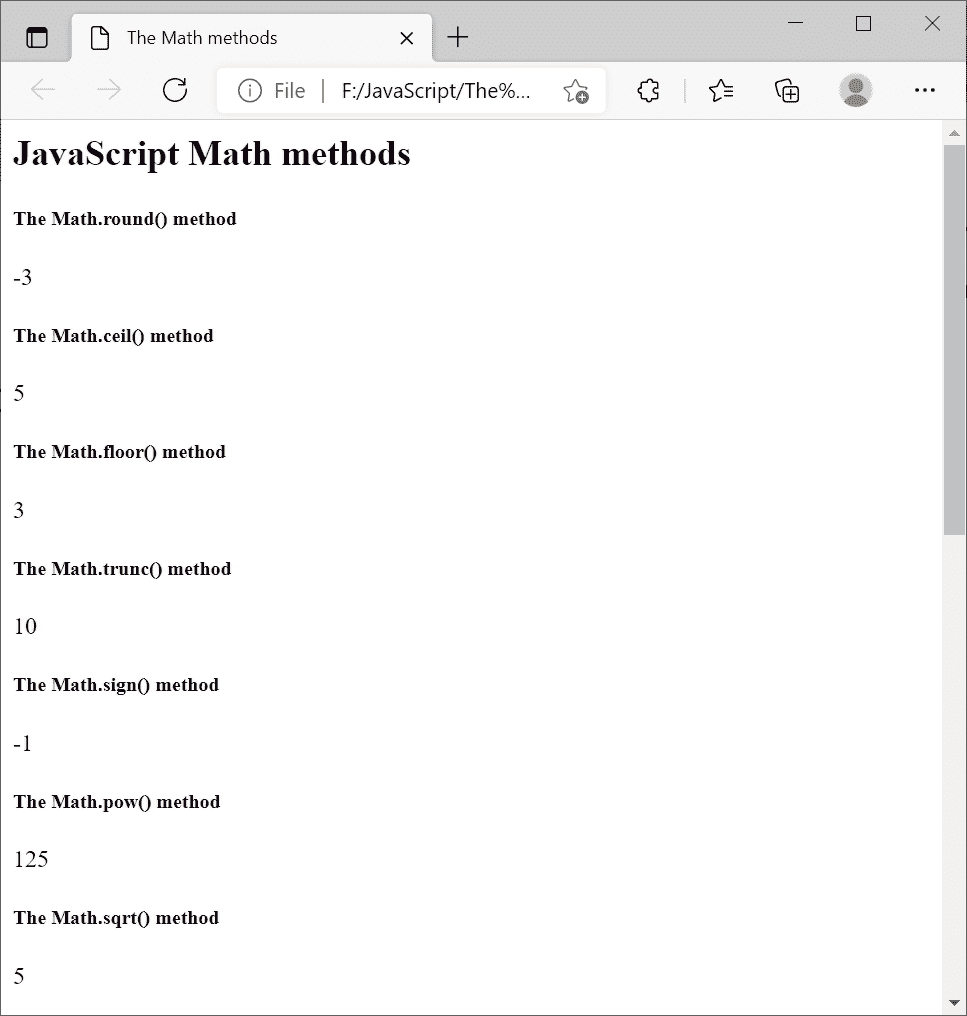 The Math methods
File F:/JavaScript/The%...
JavaScript Math methods
The Math.round() method
-3
The Math.ceil() method
5
The Math.floor() method
3
The Math.trunc() method
10
The Math.sign() method
-1
The Math.pow() method
125
The Math.sqrt() method
5